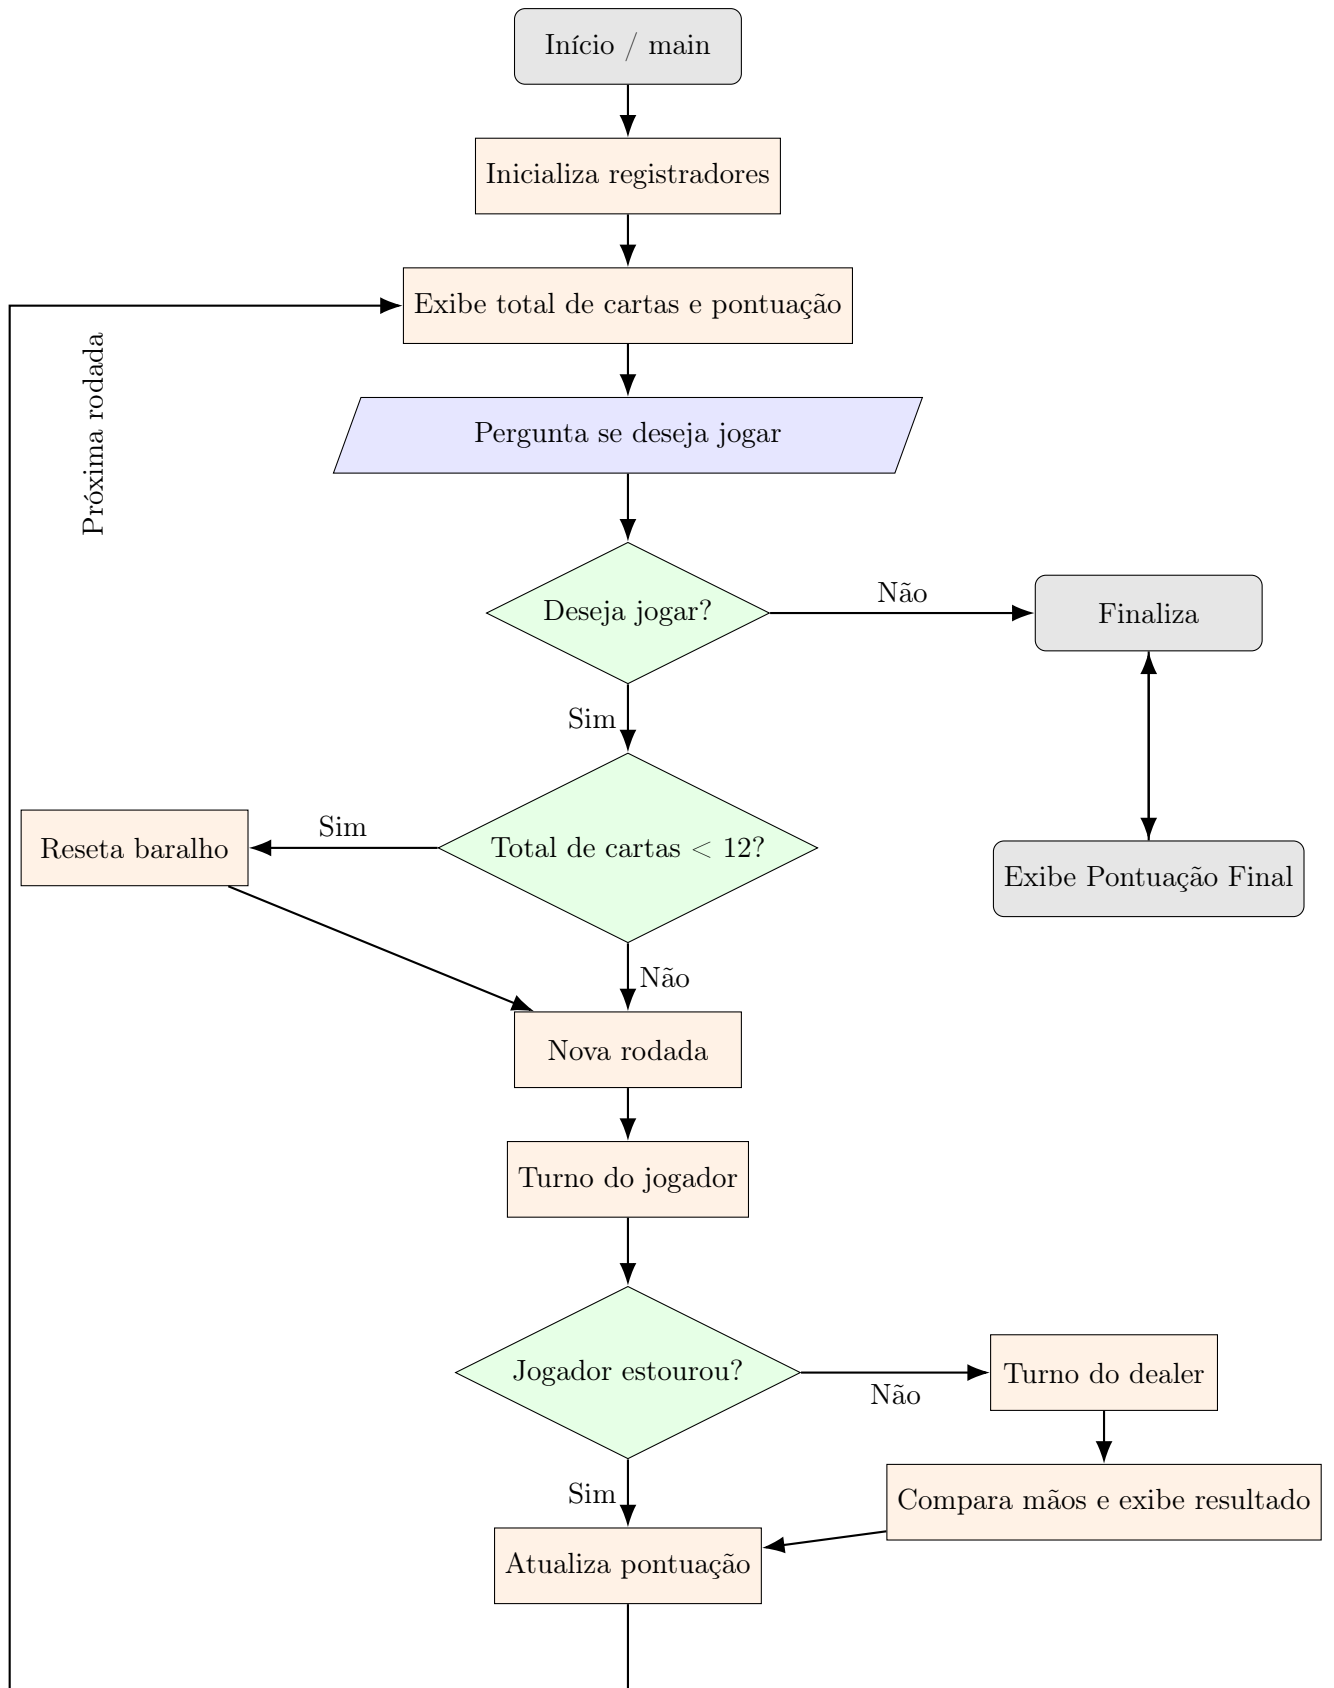 Início / main
Inicializa registradores
Exibe total de cartas e pontuação
Próxima rodada
Pergunta se deseja jogar
Deseja jogar?
Não
Finaliza
Sim
Reseta baralho
Sim
Total de cartas < 12?
Exibe Pontuação Final
Não
Nova rodada
Turno do jogador
Jogador estourou?
Não
Turno do dealer
Sim
Compara mãos e exibe resultado
Atualiza pontuação